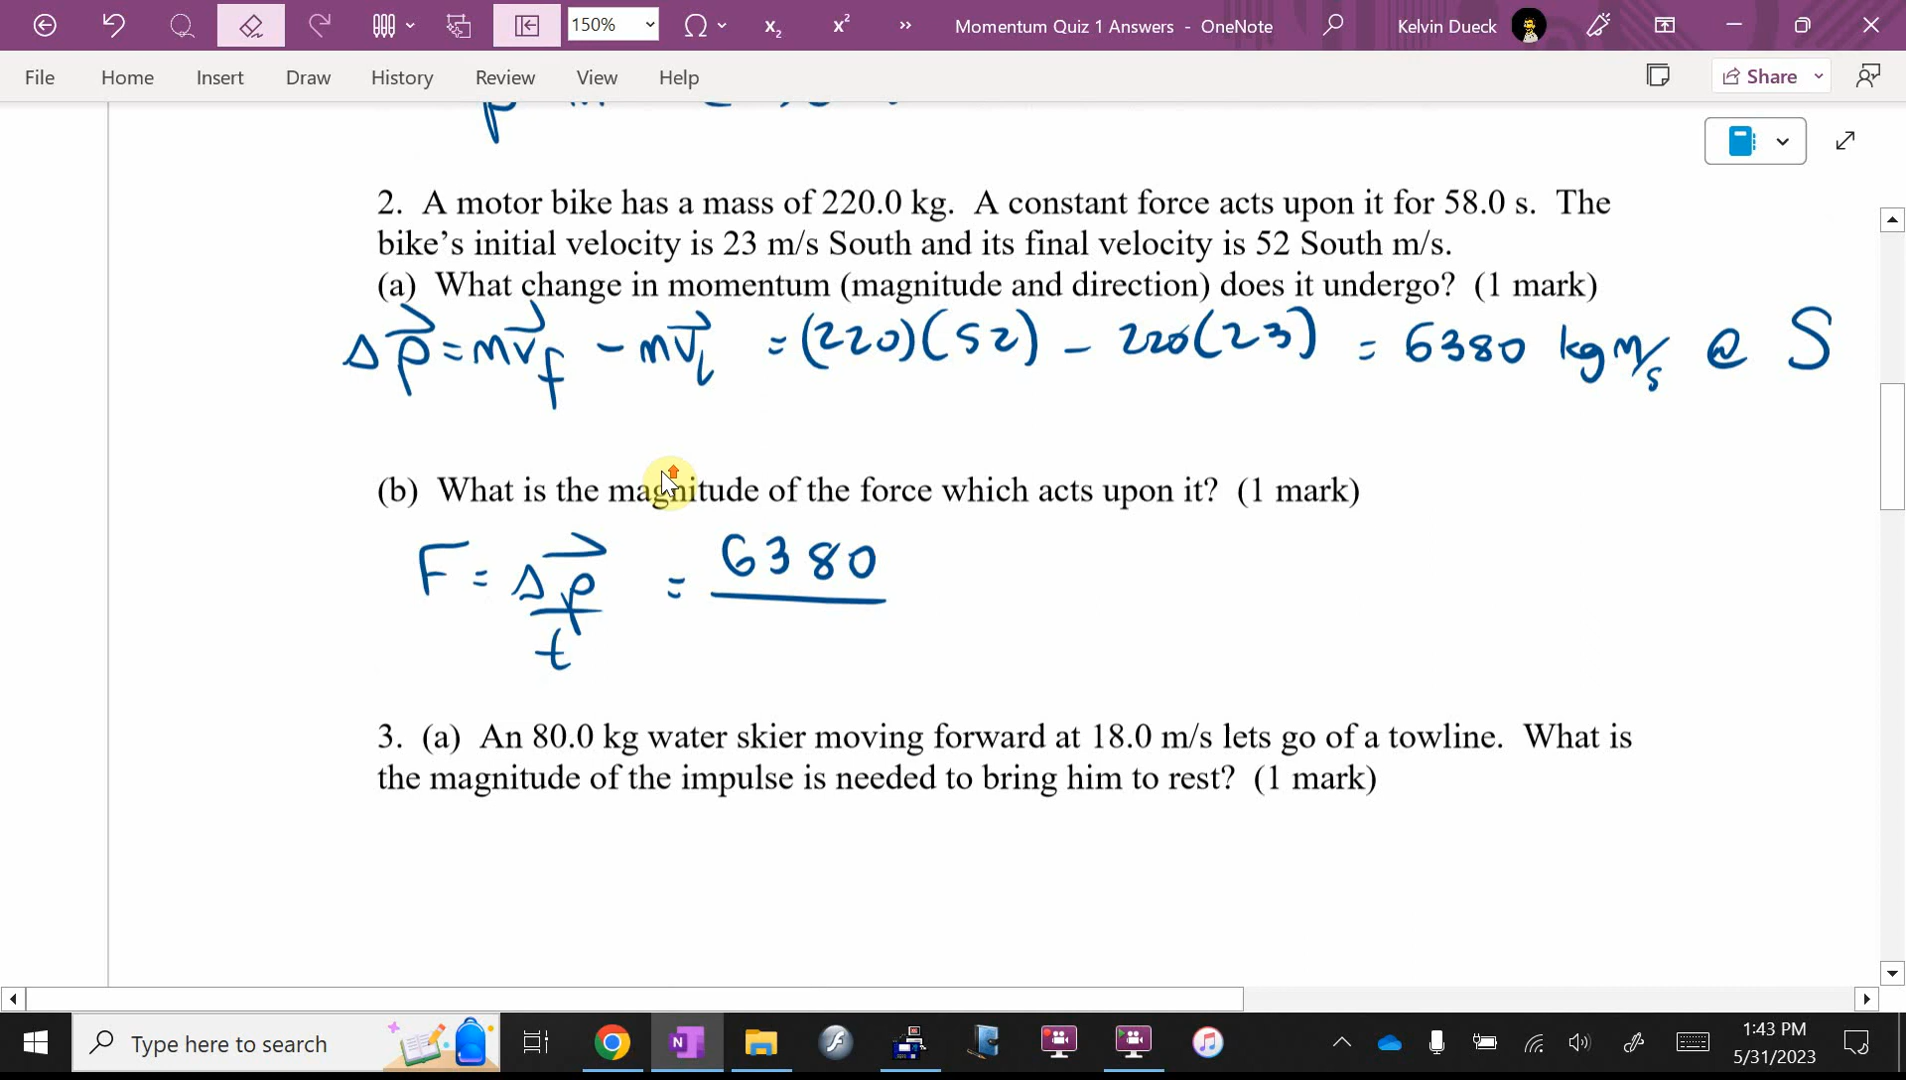 150%
x₂
x²
»
Momentum Quiz 1 Answers - OneNote
Kelvin Dueck
File Home Insert Draw History Review View Help
Share
2. A motor bike has a mass of 220.0 kg. A constant force acts upon it for 58.0 s. The
bike's initial velocity is 23 m/s South and its final velocity is 52 South m/s.
(a) What change in momentum (magnitude and direction) does it undergo? (1 mark)
Δp⃗ = mv⃗f − mv⃗i = (220)(52) − 220(23) = 6380 kg m/s @ S
(b) What is the magnitude of the force which acts upon it? (1 mark)
F = Δp⃗/t = 6380
3. (a) An 80.0 kg water skier moving forward at 18.0 m/s lets go of a towline. What is
the magnitude of the impulse is needed to bring him to rest? (1 mark)
Type here to search
1:43 PM
5/31/2023